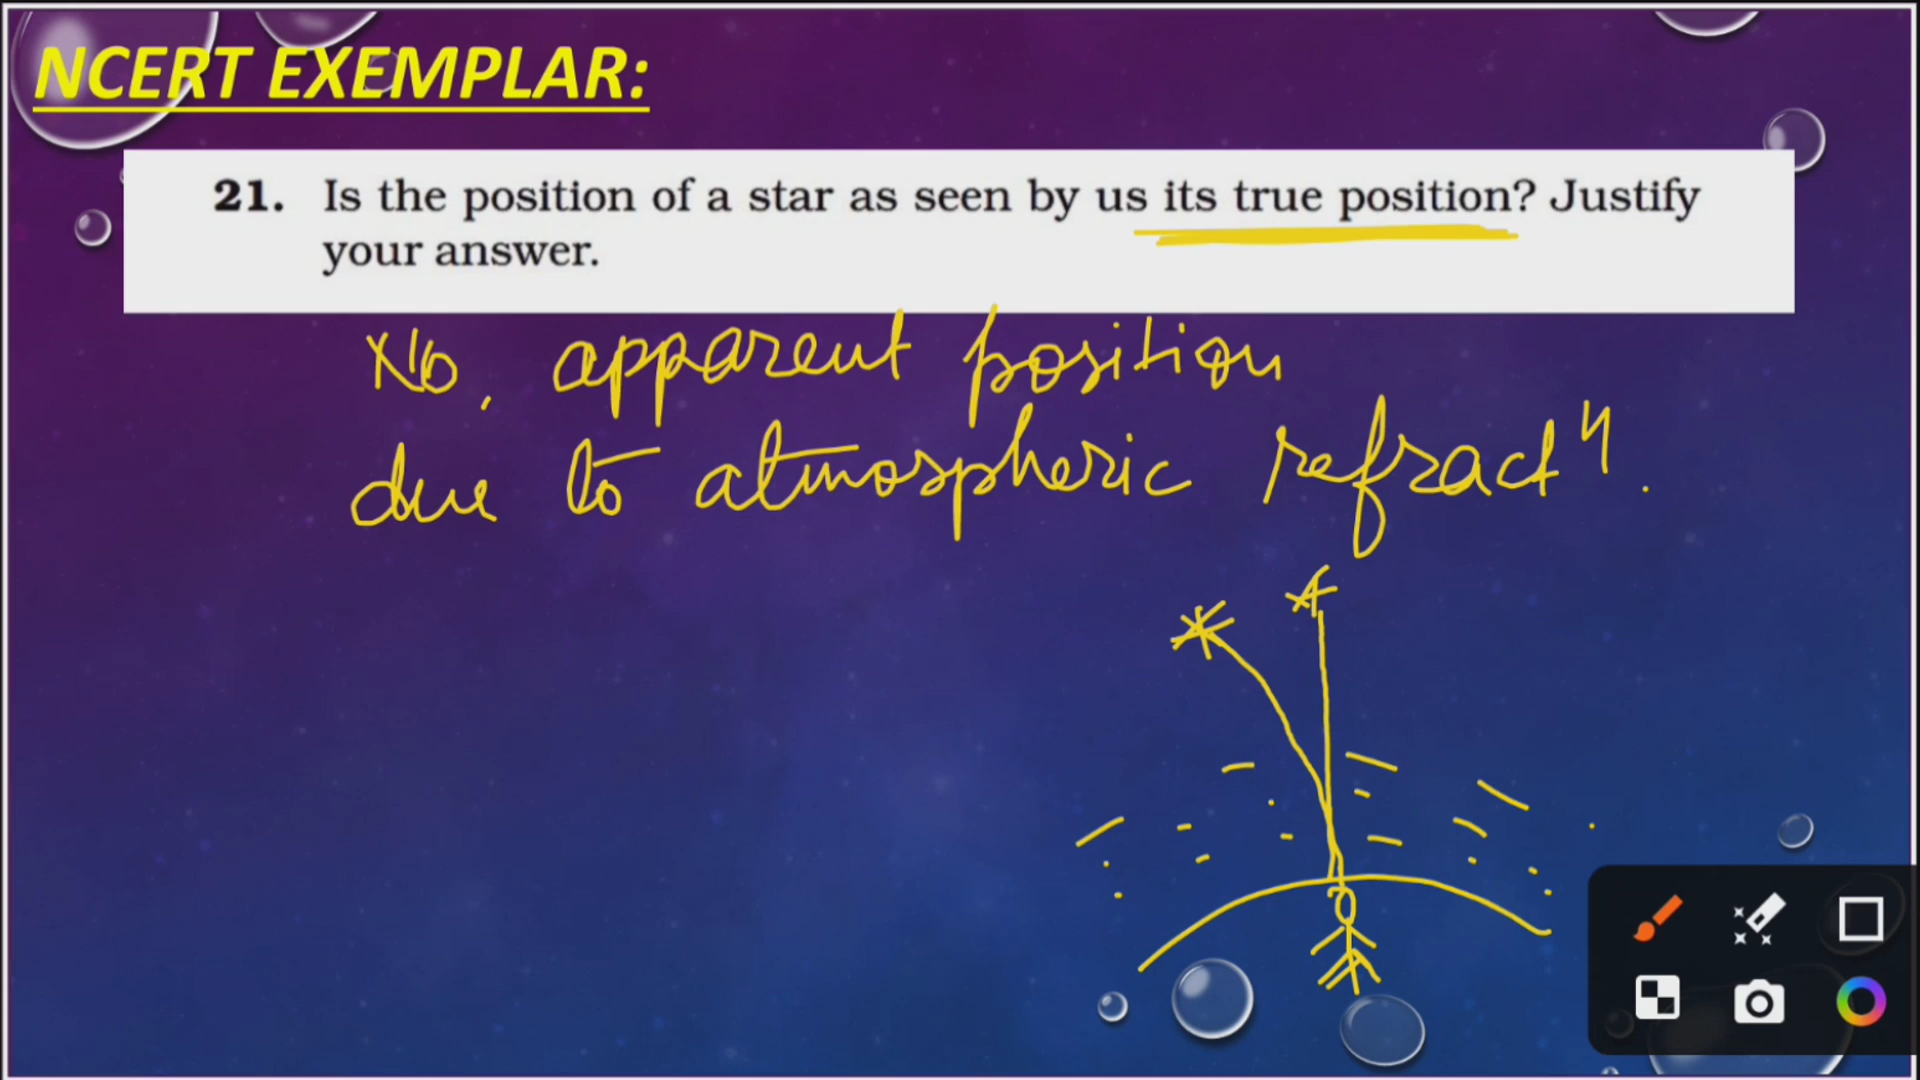 NCERT EXEMPLAR:
21. Is the position of a star as seen by us its true position? Justify
your answer.
No, apparent position
due to atmospheric refractn.